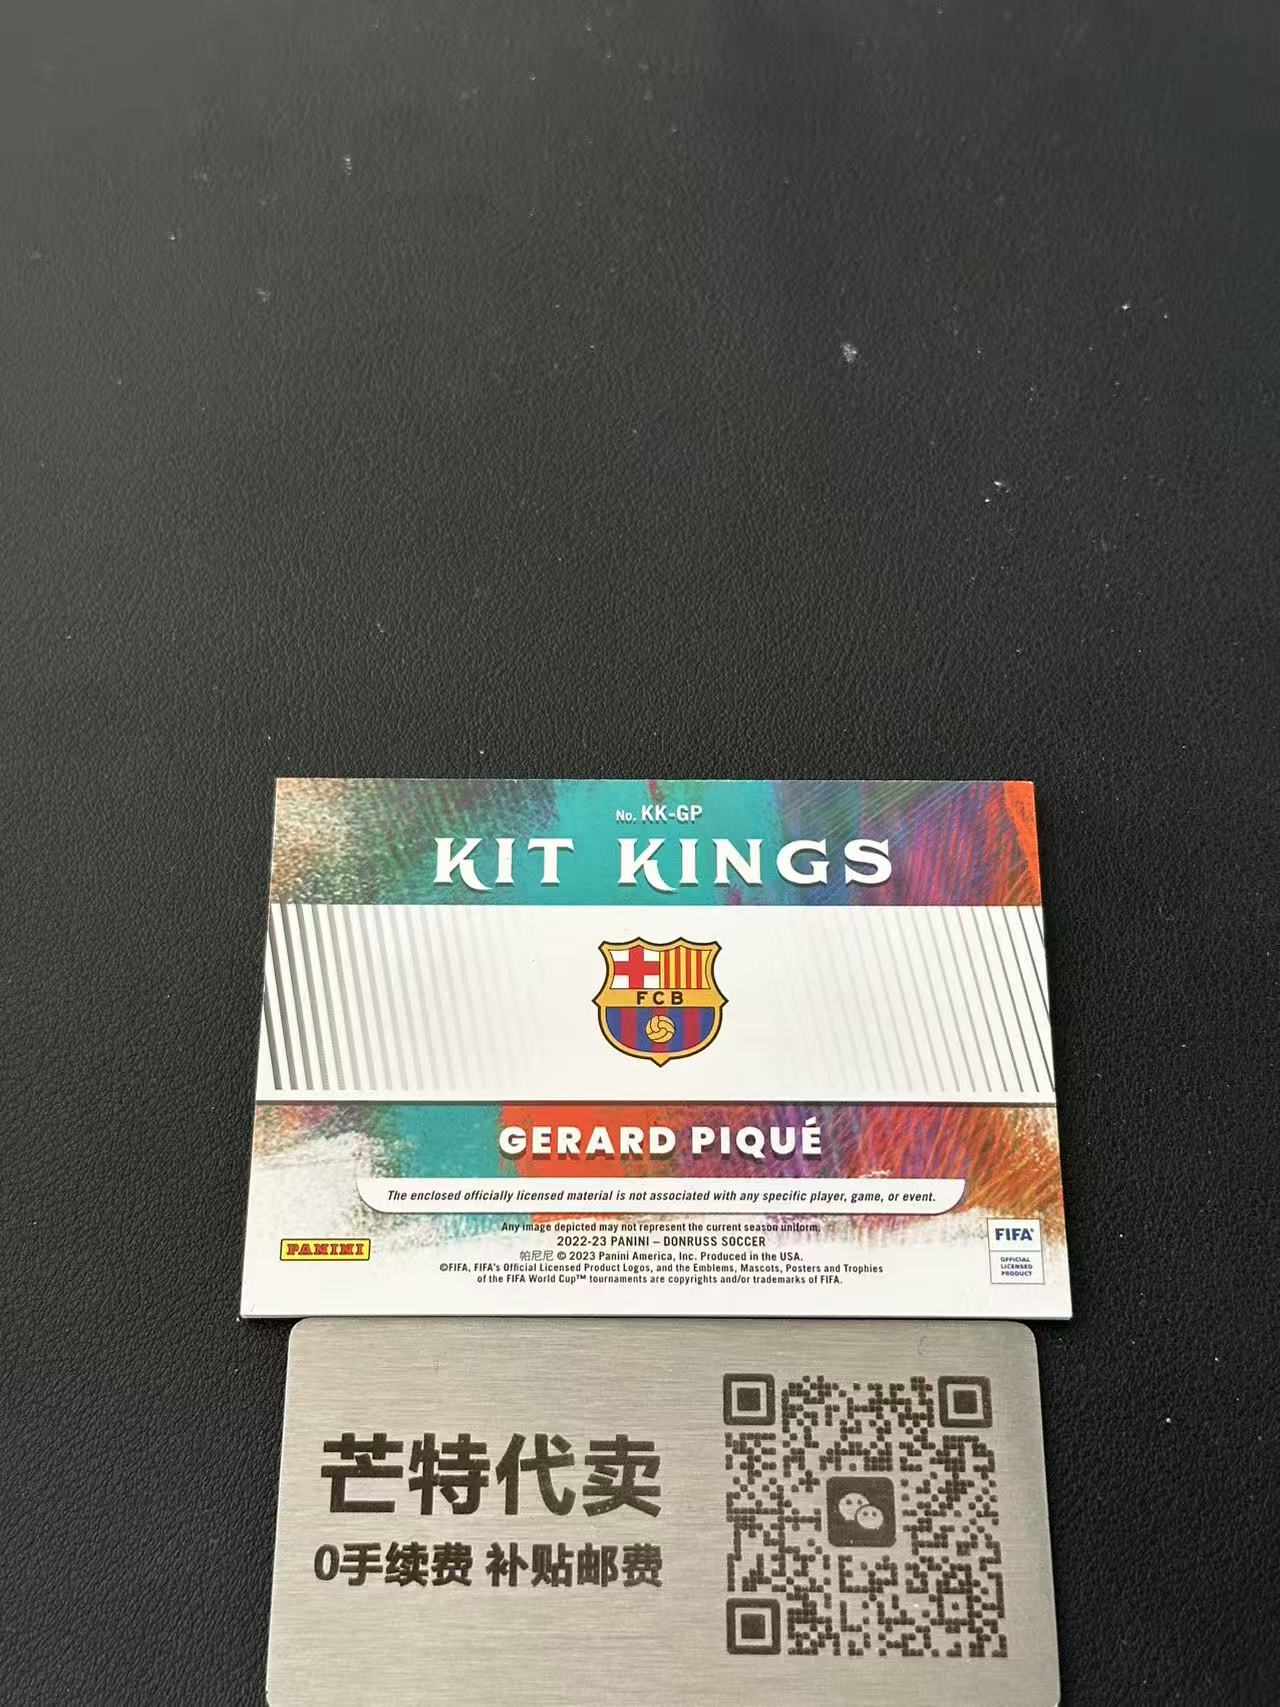 No. KK-GP
KIT KINGS
FCB
GERARD PIQUÉ
The enclosed officially licensed material is not associated with any specific player, game, or event.
Any image depicted may not represent the current season uniform.
2022-23 PANINI – DONRUSS SOCCER
帕尼尼 © 2023 Panini America, Inc. Produced in the USA.
©FIFA, FIFA's Official Licensed Product Logos, and the Emblems, Mascots, Posters and Trophies
of the FIFA World Cup™ tournaments are copyrights and/or trademarks of FIFA.
PANINI
FIFA®
OFFICIAL
LICENSED
PRODUCT
芒特代卖
0手续费 补贴邮费